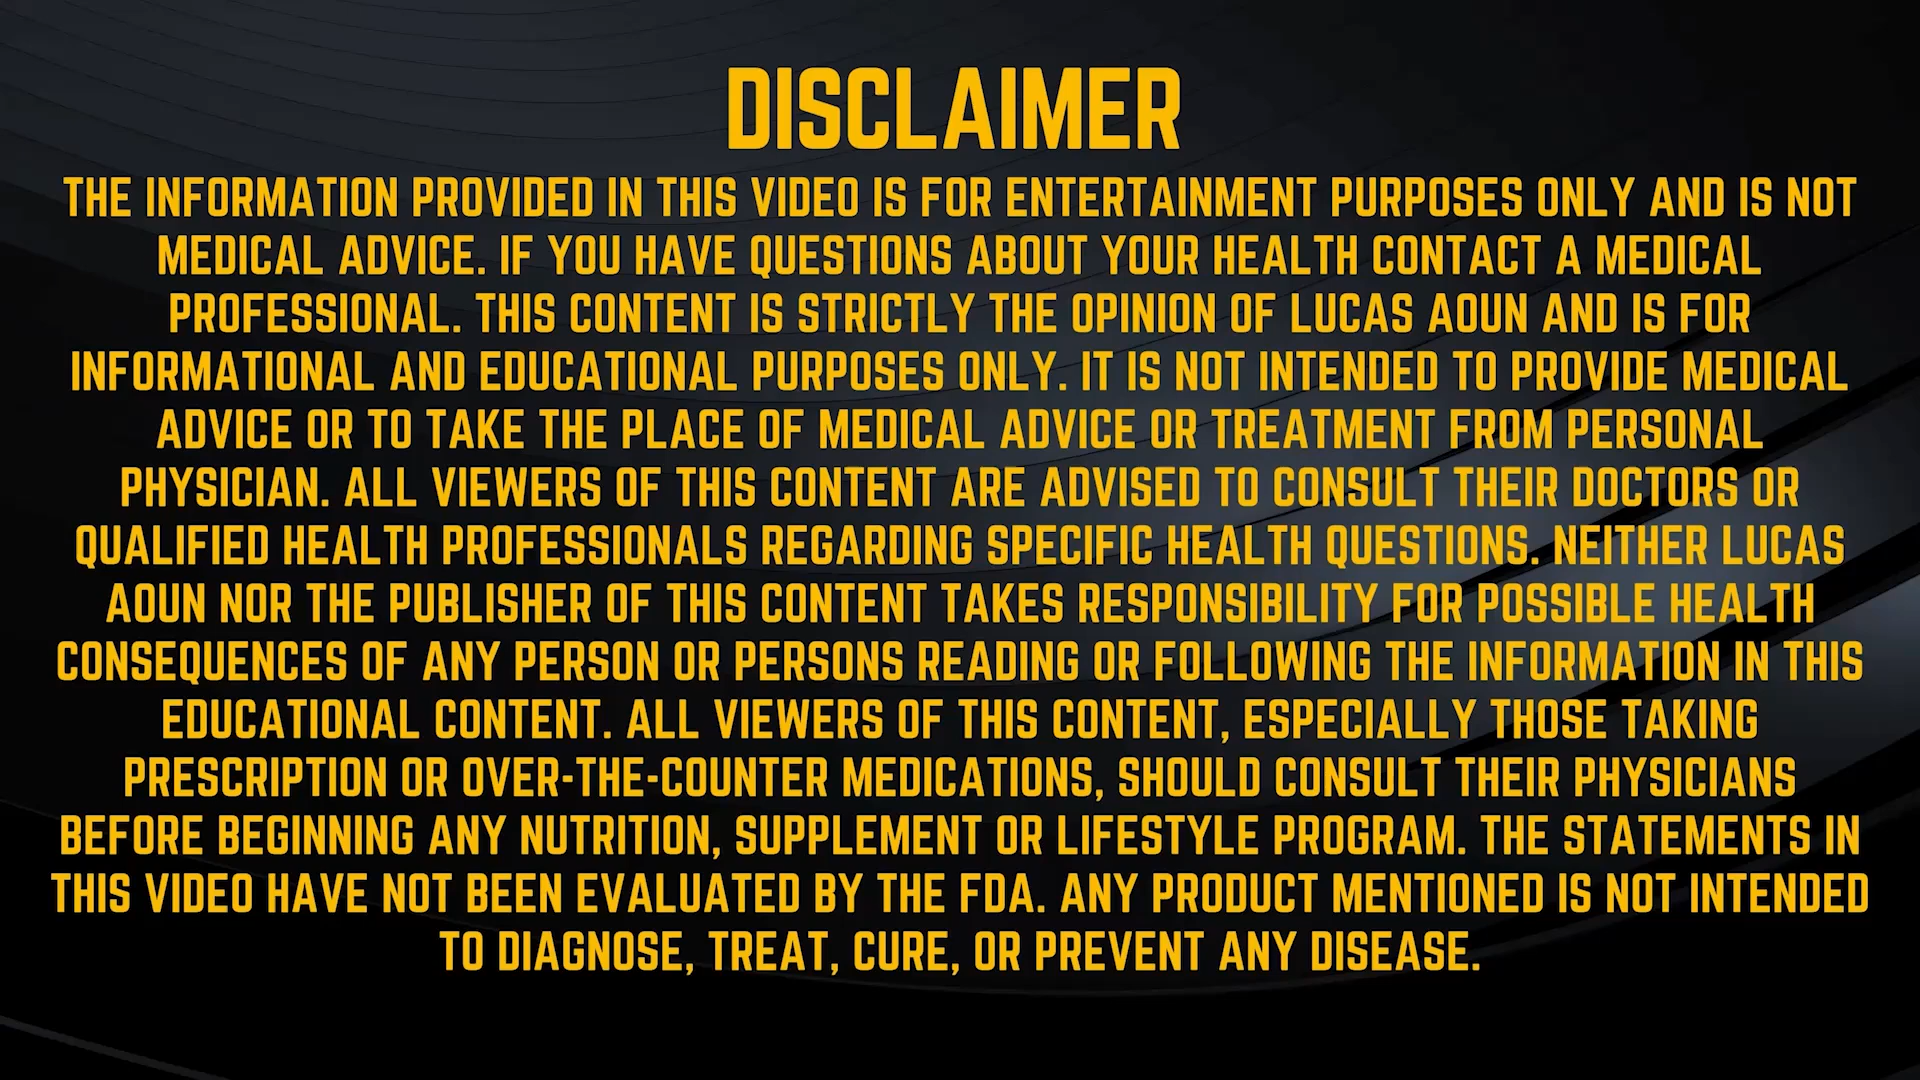 DISCLAIMER
THE INFORMATION PROVIDED IN THIS VIDEO IS FOR ENTERTAINMENT PURPOSES ONLY AND IS NOT
MEDICAL ADVICE. IF YOU HAVE QUESTIONS ABOUT YOUR HEALTH CONTACT A MEDICAL
PROFESSIONAL. THIS CONTENT IS STRICTLY THE OPINION OF LUCAS AOUN AND IS FOR
INFORMATIONAL AND EDUCATIONAL PURPOSES ONLY. IT IS NOT INTENDED TO PROVIDE MEDICAL
ADVICE OR TO TAKE THE PLACE OF MEDICAL ADVICE OR TREATMENT FROM PERSONAL
PHYSICIAN. ALL VIEWERS OF THIS CONTENT ARE ADVISED TO CONSULT THEIR DOCTORS OR
QUALIFIED HEALTH PROFESSIONALS REGARDING SPECIFIC HEALTH QUESTIONS. NEITHER LUCAS
AOUN NOR THE PUBLISHER OF THIS CONTENT TAKES RESPONSIBILITY FOR POSSIBLE HEALTH
CONSEQUENCES OF ANY PERSON OR PERSONS READING OR FOLLOWING THE INFORMATION IN THIS
EDUCATIONAL CONTENT. ALL VIEWERS OF THIS CONTENT, ESPECIALLY THOSE TAKING
PRESCRIPTION OR OVER-THE-COUNTER MEDICATIONS, SHOULD CONSULT THEIR PHYSICIANS
BEFORE BEGINNING ANY NUTRITION, SUPPLEMENT OR LIFESTYLE PROGRAM. THE STATEMENTS IN
THIS VIDEO HAVE NOT BEEN EVALUATED BY THE FDA. ANY PRODUCT MENTIONED IS NOT INTENDED
TO DIAGNOSE, TREAT, CURE, OR PREVENT ANY DISEASE.